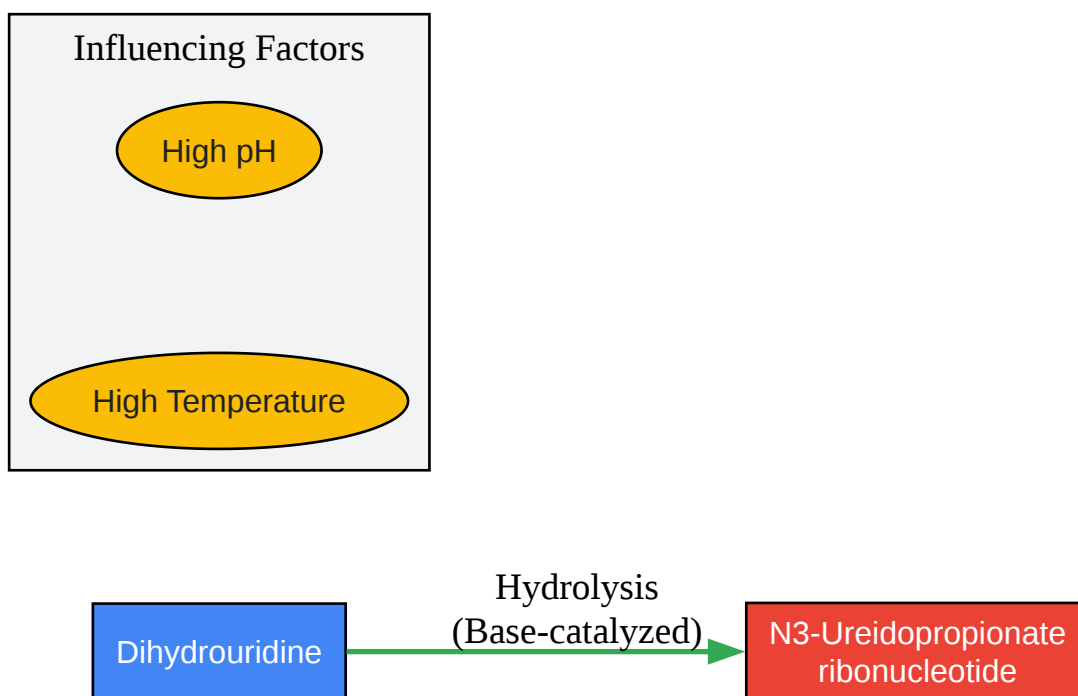 Influencing Factors
High pH
High Temperature
Hydrolysis
(Base-catalyzed)
Dihydrouridine
N3-Ureidopropionate
ribonucleotide